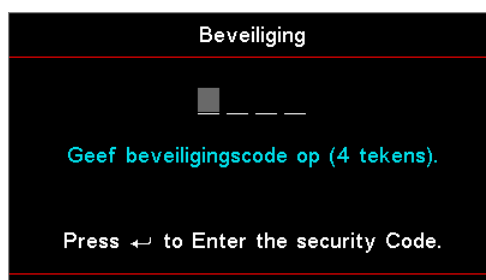 Beveiliging
_ _ _ _
Geef beveiligingscode op (4 tekens).
Press ↵ to Enter the security Code.